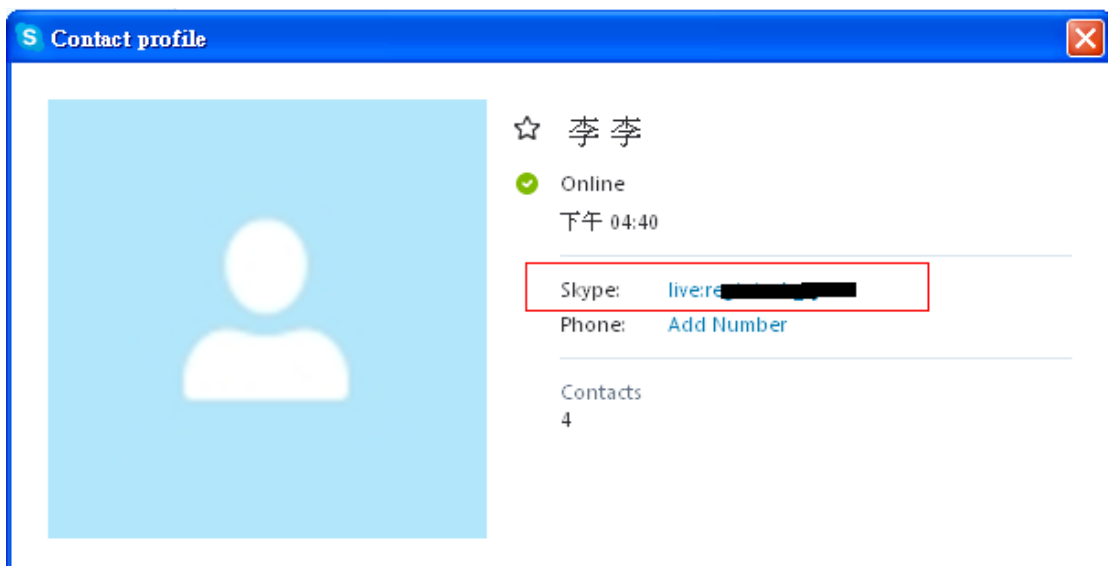 Contact profile
李 李
Online
下午 04:40
Skype: live:re
Phone: Add Number
Contacts
4